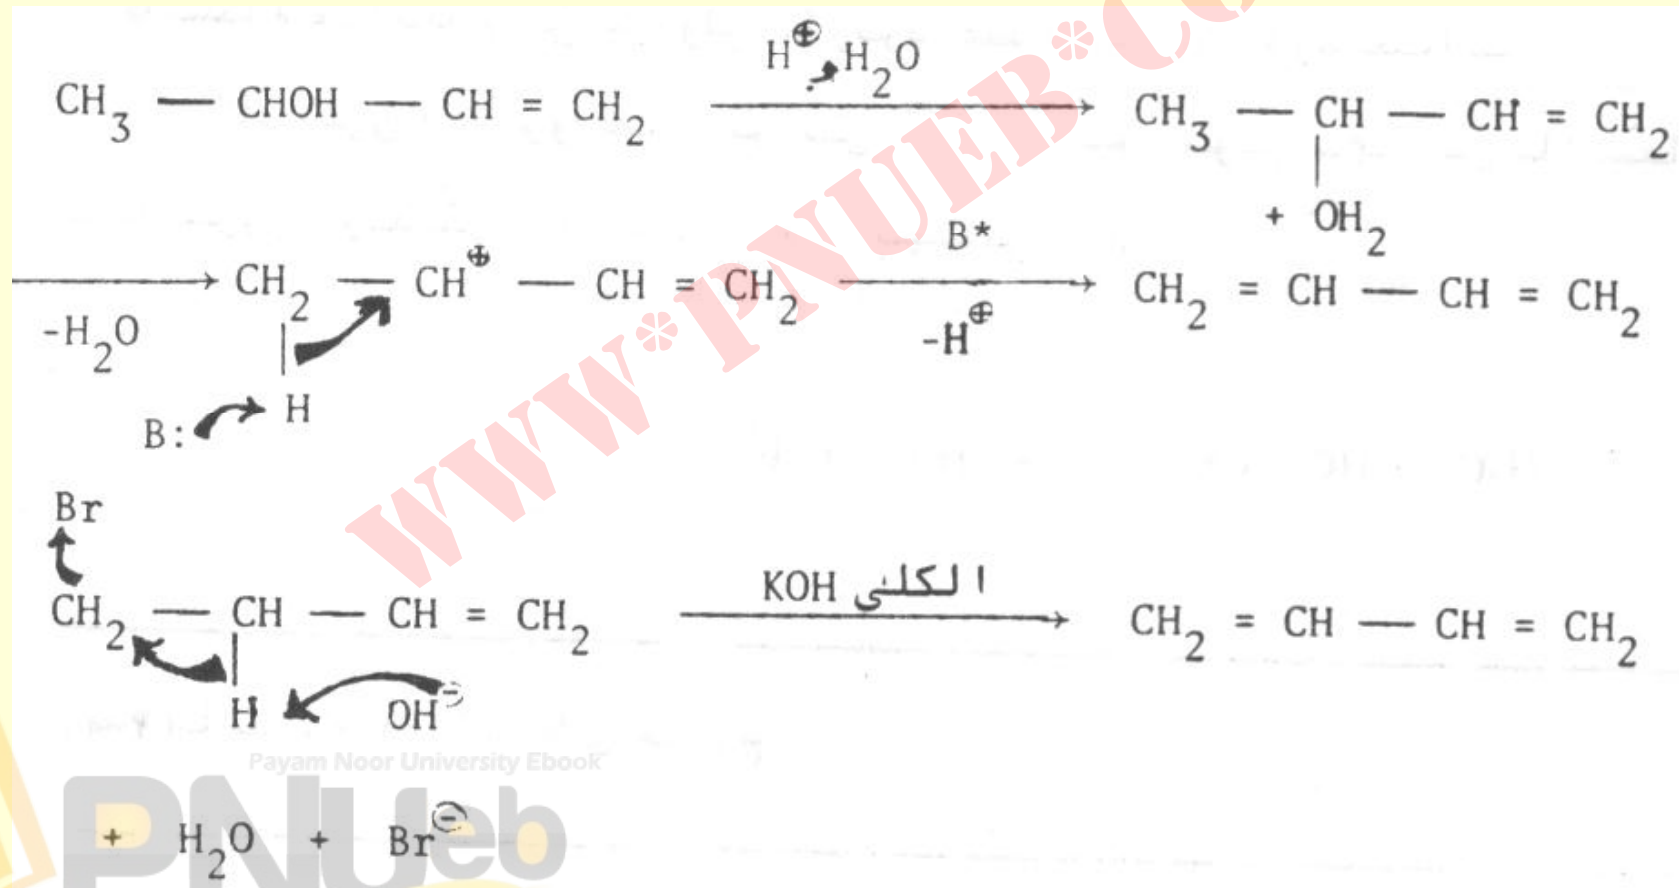 H⊕ و H2O
CH3 — CHOH — CH = CH2 → CH3 — CH — CH = CH2
+ OH2
-H2O → CH2 — CH⊕ — CH = CH2 B* -H⊕ → CH2 = CH — CH = CH2
B: H
Br
CH2 — CH — CH = CH2 KOH الکلی → CH2 = CH — CH = CH2
H OH⊖
+ H2O + Br⊖
WWW*PNUEB*CO
Payam Noor University Ebook
PNUeb